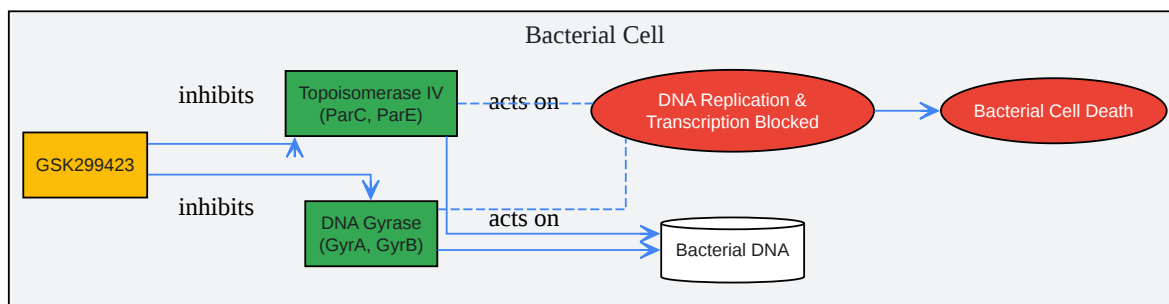 Bacterial Cell
inhibits
Topoisomerase IV
(ParC, ParE)
acts on
DNA Replication &
Transcription Blocked
Bacterial Cell Death
GSK299423
inhibits
DNA Gyrase
(GyrA, GyrB)
acts on
Bacterial DNA